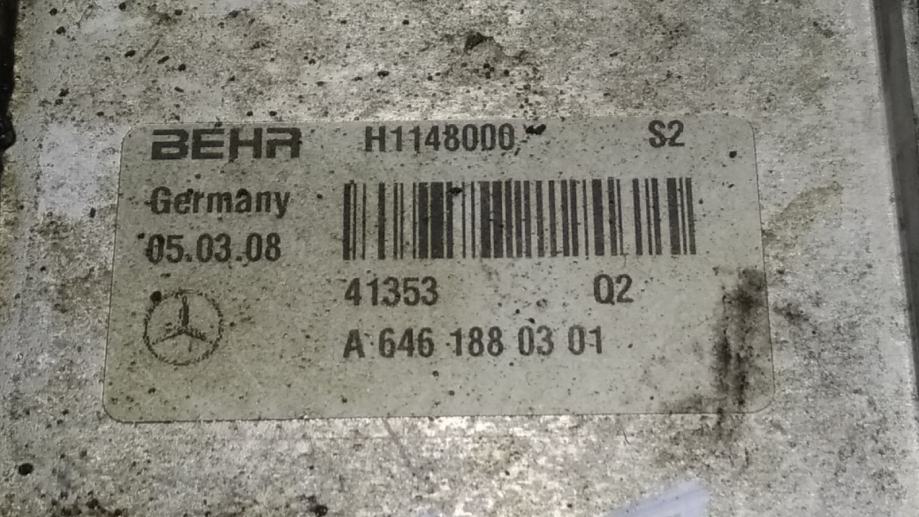 BEHR H1148000 S2
Germany
05.03.08
41353 Q2
A 646 188 03 01